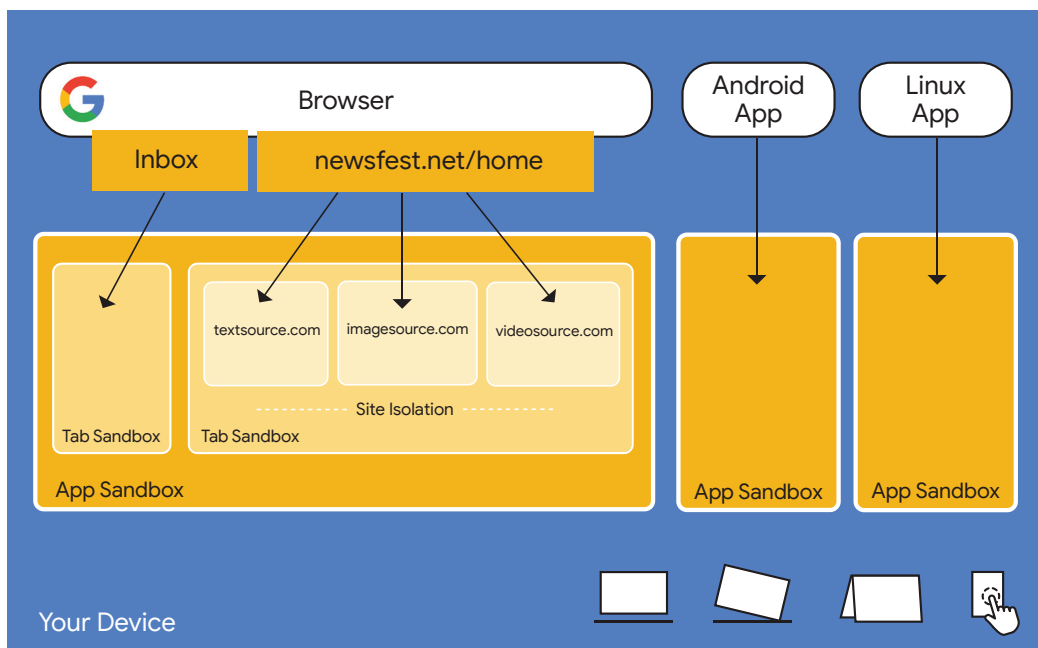 Browser
Android
App
Linux
App
Inbox
newsfest.net/home
textsource.com
imagesource.com
videosource.com
Site Isolation
Tab Sandbox
Tab Sandbox
App Sandbox
App Sandbox
App Sandbox
Your Device